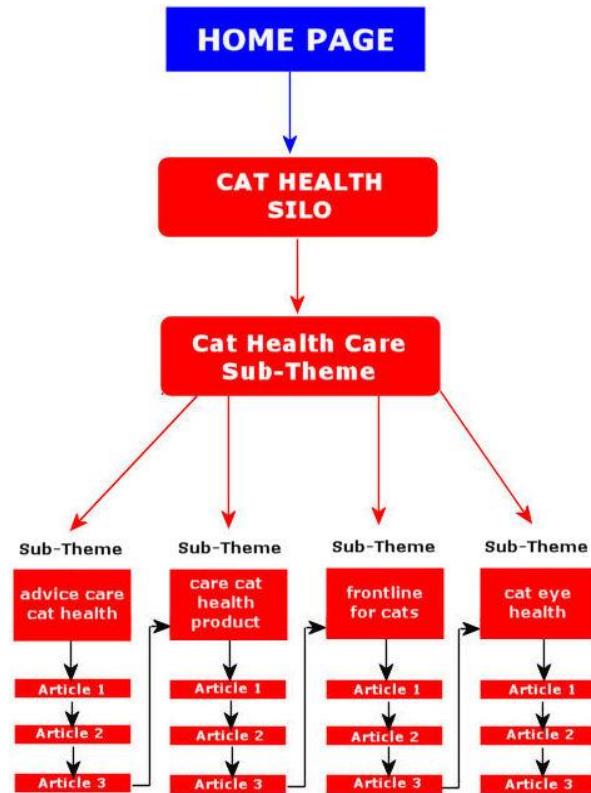 HOME PAGE
CAT HEALTH
SILO
Cat Health Care
Sub-Theme
Sub-Theme
Sub-Theme
Sub-Theme
Sub-Theme
advice care
cat health
care cat
health
product
frontline
for cats
cat eye
health
Article 1
Article 1
Article 1
Article 1
Article 2
Article 2
Article 2
Article 2
Article 3
Article 3
Article 3
Article 3